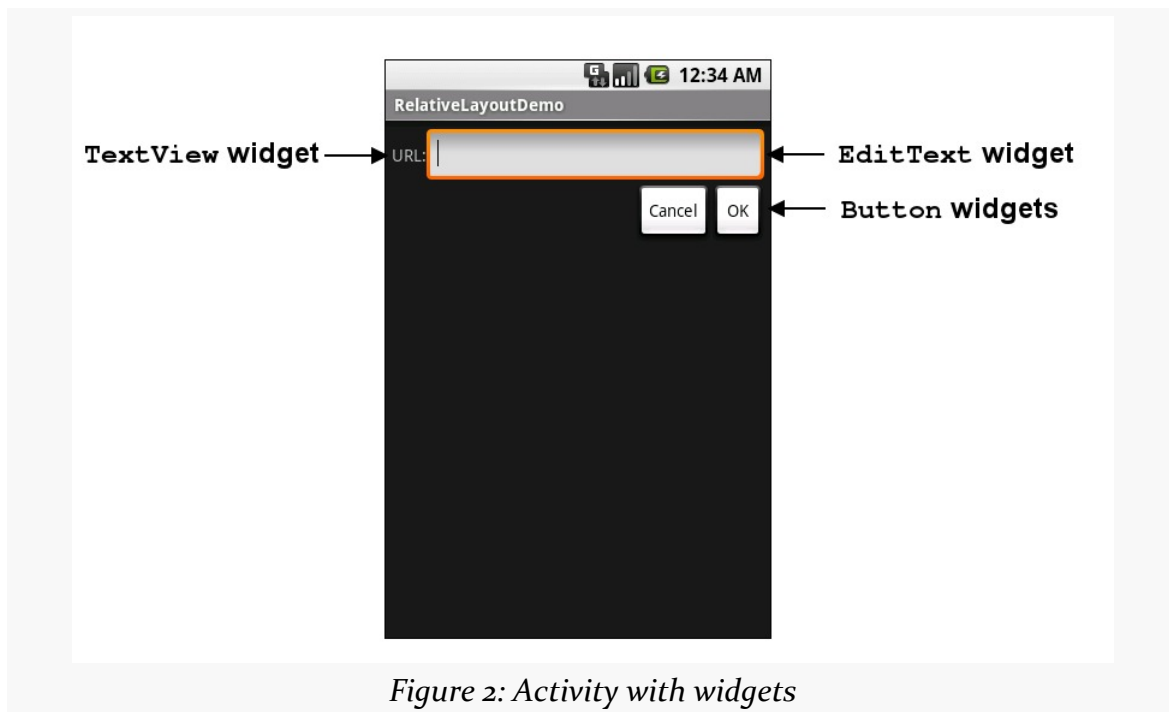 12:34 AM
RelativeLayoutDemo
TextView widget
URL:
EditText widget
Cancel
OK
Button widgets
Figure 2: Activity with widgets